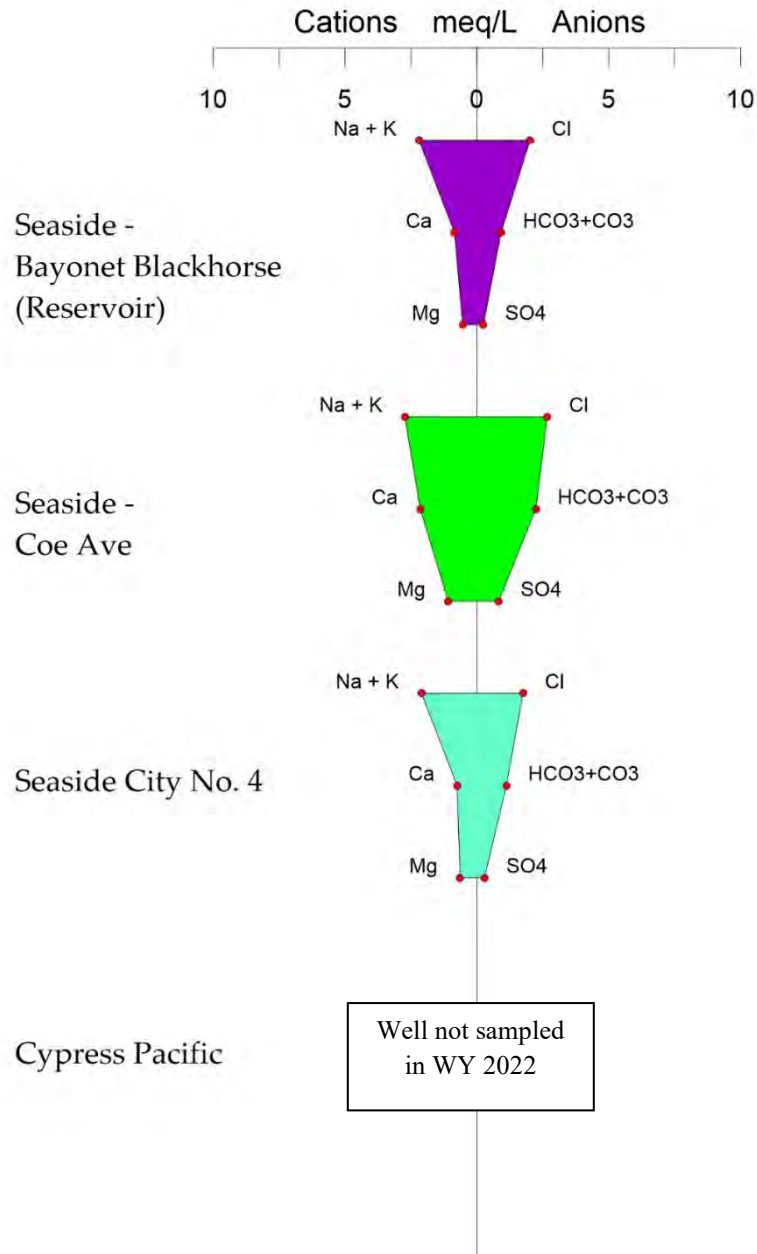 Cations meq/L Anions
10 5 0 5 10
Na + K Cl
Seaside -
Bayonet Blackhorse
(Reservoir)
Ca HCO3+CO3
Mg SO4
Na + K Cl
Seaside -
Coe Ave
Ca HCO3+CO3
Mg SO4
Na + K Cl
Seaside City No. 4
Ca HCO3+CO3
Mg SO4
Cypress Pacific
Well not sampled
in WY 2022